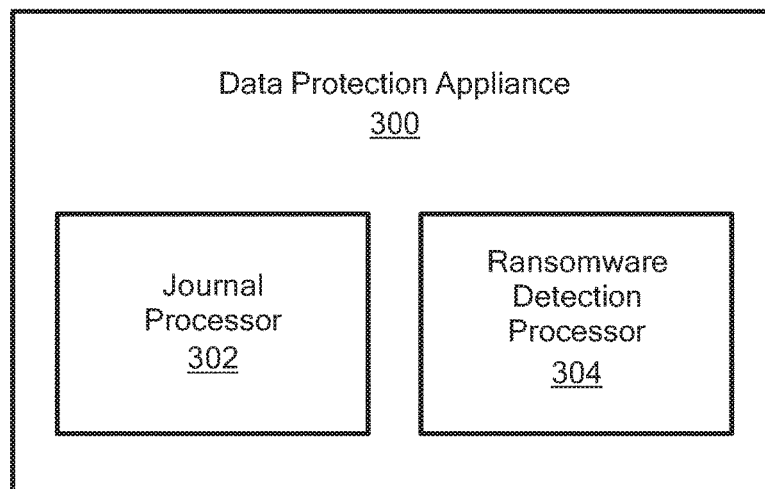 Data Protection Appliance
300
Journal
Processor
302
Ransomware
Detection
Processor
304